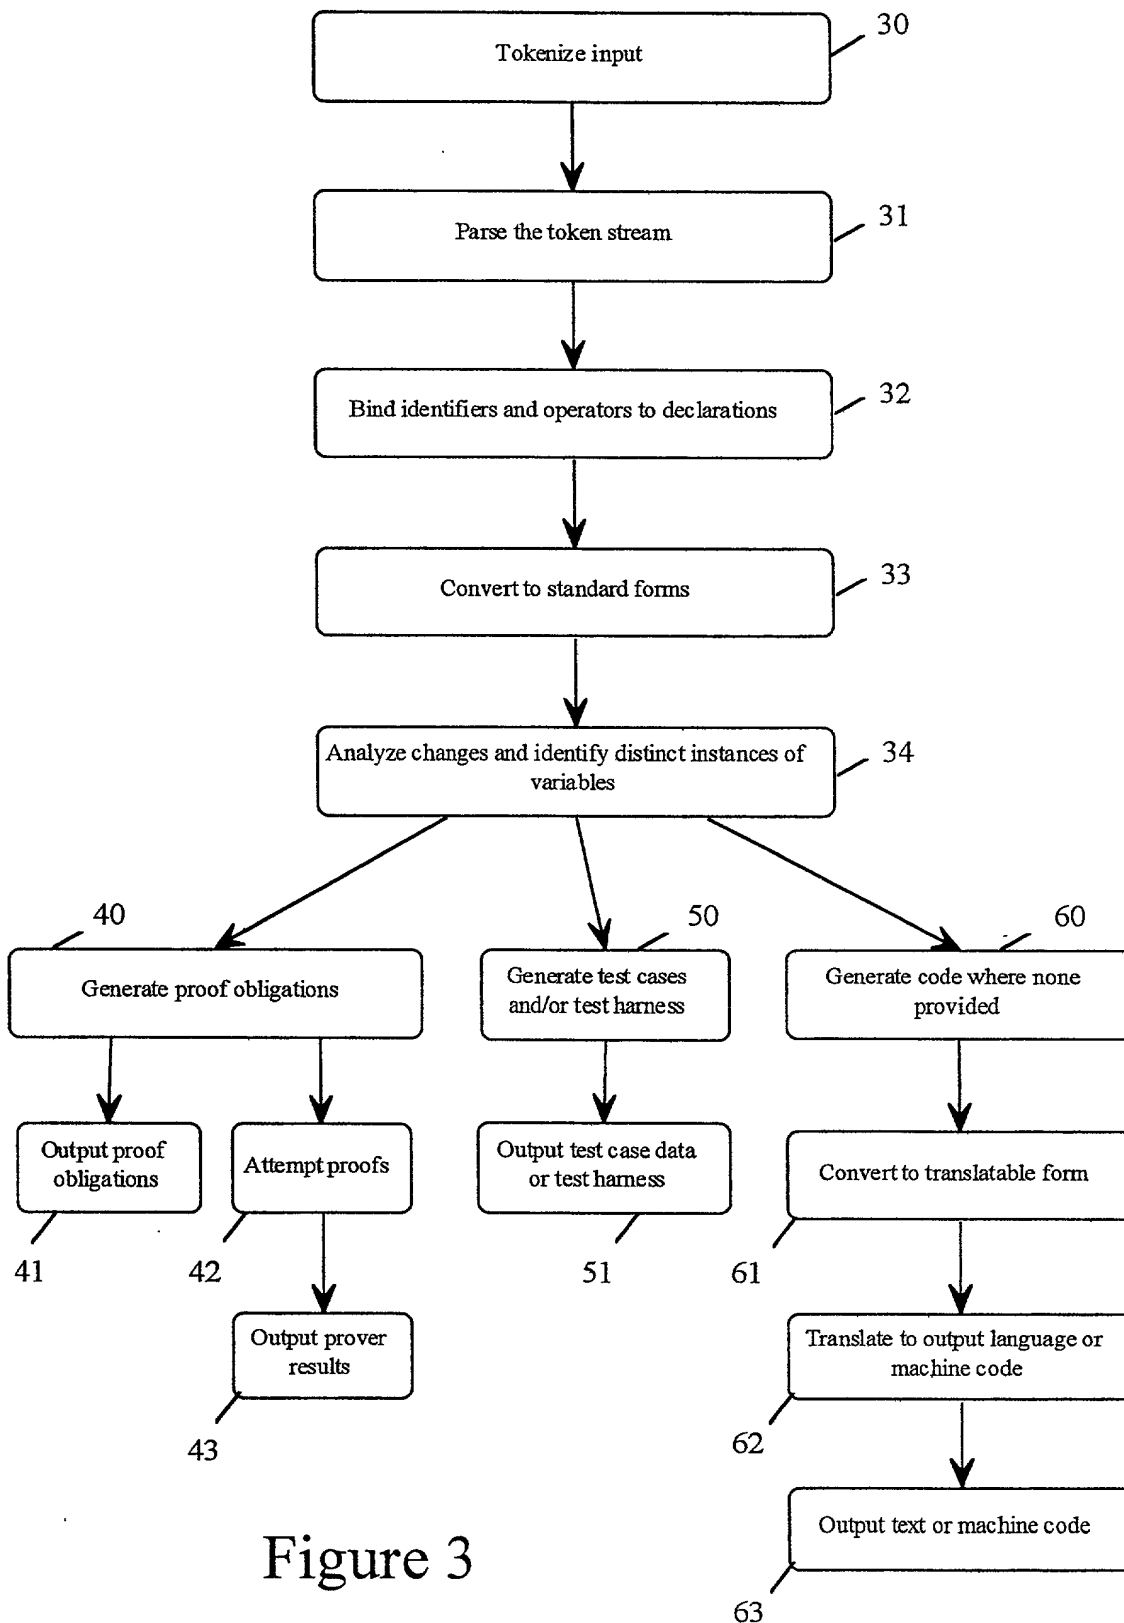 30
Tokenize input
31
Parse the token stream
32
Bind identifiers and operators to declarations
33
Convert to standard forms
34
Analyze changes and identify distinct instances of
variables
40
Generate proof obligations
50
Generate test cases
and/or test harness
60
Generate code where none
provided
Output proof
obligations
41
Attempt proofs
42
Output test case data
or test harness
51
Convert to translatable form
61
Output prover
results
43
Translate to output language or
machine code
62
Output text or machine code
63
Figure 3